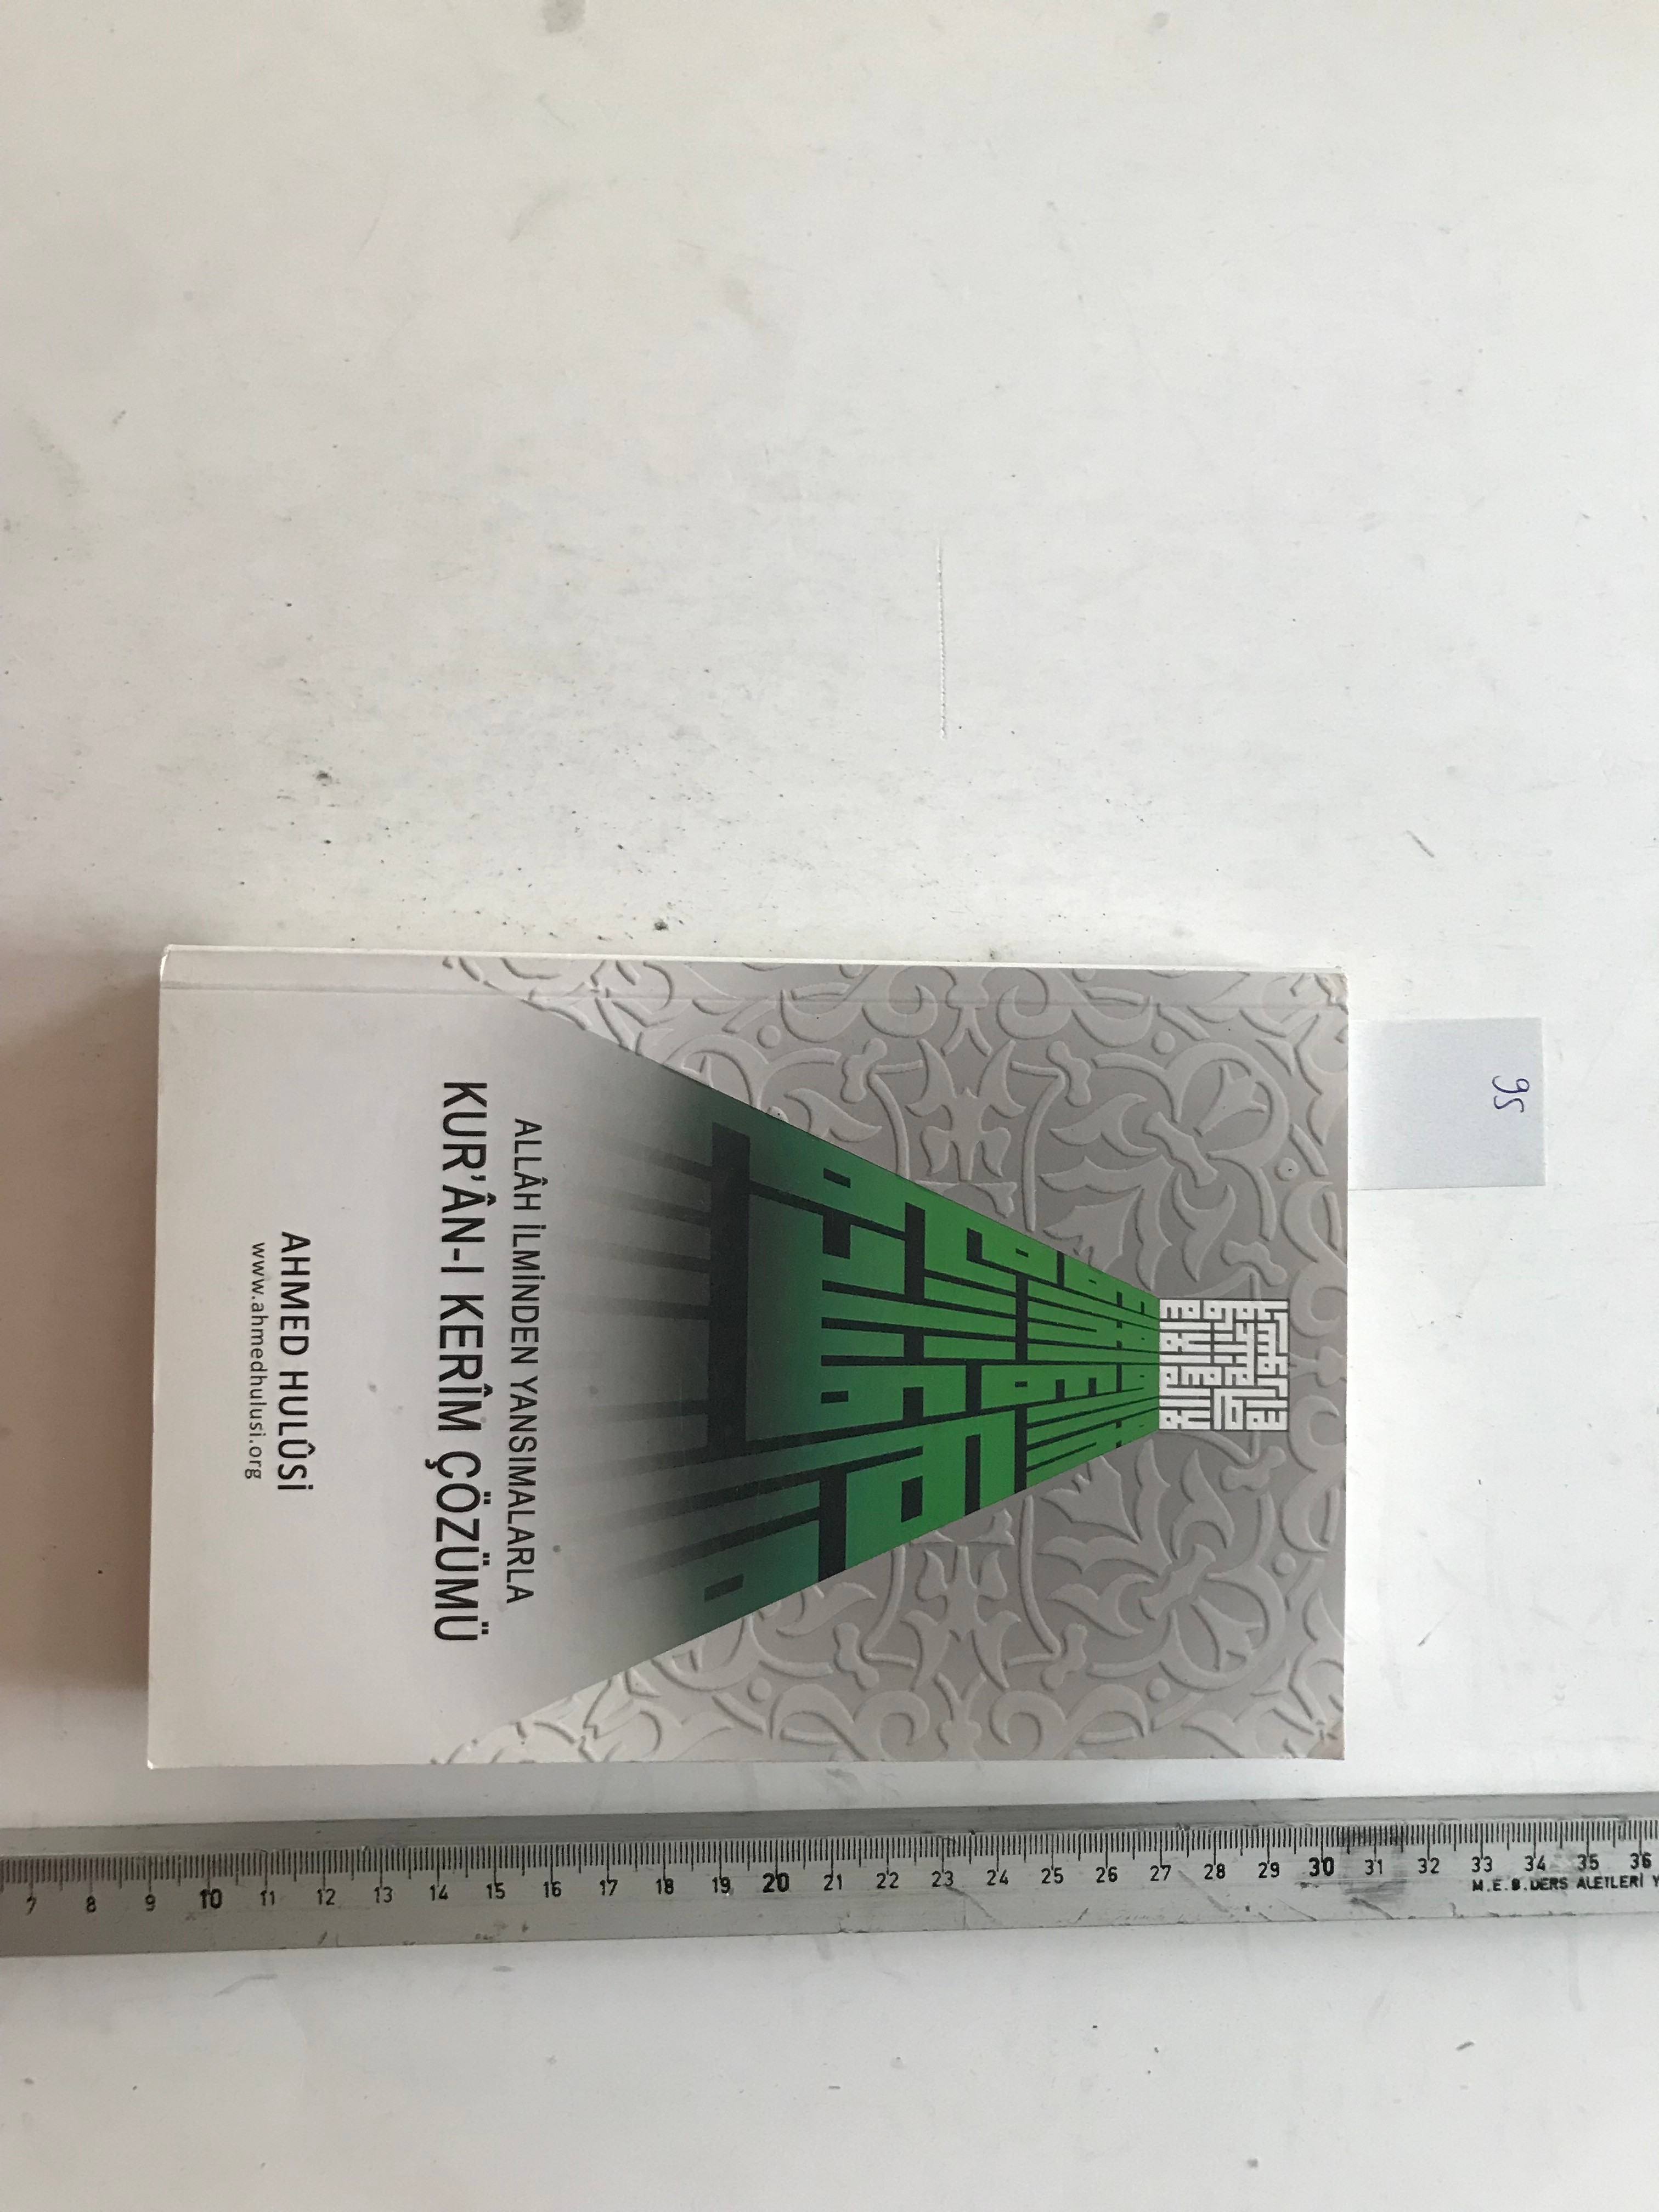 95
ALLÂH İLMİNDEN YANSIMALARLA
KUR'ÂN-I KERÎM ÇÖZÜMÜ
AHMED HULÛSİ
www.ahmedhulusi.org
7 8 9 10 11 12 13 14 15 16 17 18 19 20 21 22 23 24 25 26 27 28 29 30 31 32 33 34 35 36
M.E.B. DERS ALETLERİ Y